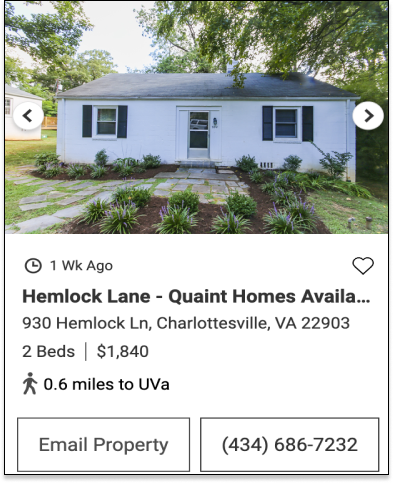 1 Wk Ago
Hemlock Lane - Quaint Homes Availa...
930 Hemlock Ln, Charlottesville, VA 22903
2 Beds | $1,840
0.6 miles to UVa
Email Property
(434) 686-7232